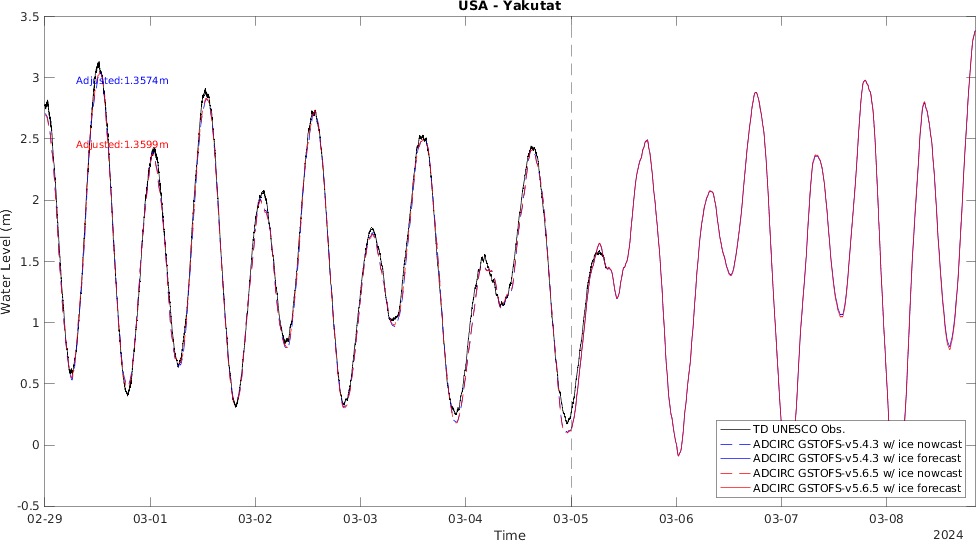 USA - Yakutat
3.5
3
2.5
2
1.5
1
0.5
0
-0.5
Water Level (m)
Adjusted:1.3574m
Adjusted:1.3599m
TD UNESCO Obs.
ADCIRC GSTOFS-v5.4.3 w/ ice nowcast
ADCIRC GSTOFS-v5.4.3 w/ ice forecast
ADCIRC GSTOFS-v5.6.5 w/ ice nowcast
ADCIRC GSTOFS-v5.6.5 w/ ice forecast
02-29 03-01 03-02 03-03 03-04 03-05 03-06 03-07 03-08
Time
2024